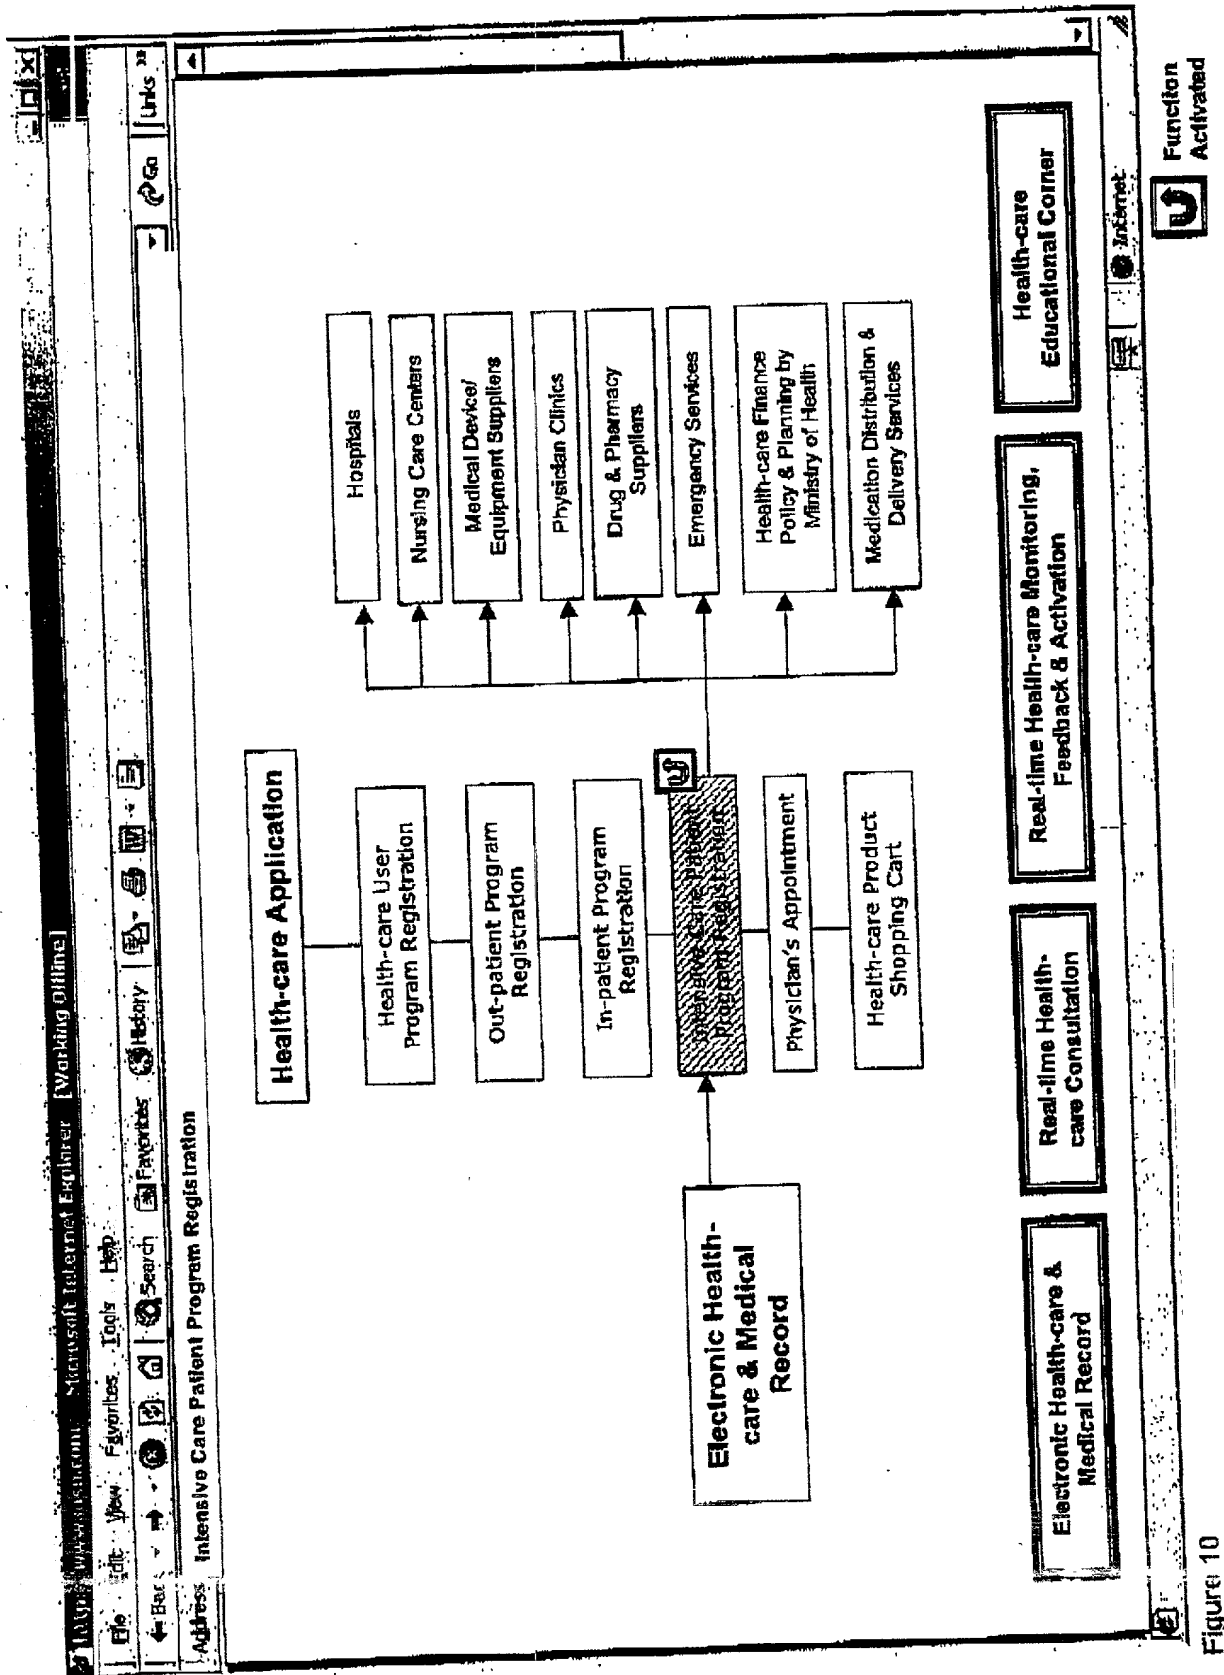 Microsoft Internet Explorer - [Working Offline]
File Edit View Favorites Tools Help
Back Search Favorites History
Address Intensive Care Patient Program Registration
Go Links »
Health-care Application
Health-care User
Program Registration
Out-patient Program
Registration
In-patient Program
Registration
Intensive Care Patient
Program Registration
Physician's Appointment
Health-care Product
Shopping Cart
Electronic Health-
care & Medical
Record
Hospitals
Nursing Care Centers
Medical Device/
Equipment Suppliers
Physician Clinics
Drug & Pharmacy
Suppliers
Emergency Services
Health-care Finance
Policy & Planning by
Ministry of Health
Medication Distribution &
Delivery Services
Electronic Health-care &
Medical Record
Real-time Health-
care Consultation
Real-time Health-care Monitoring,
Feedback & Activation
Health-care
Educational Corner
Internet
Function
Activated
Figure 10